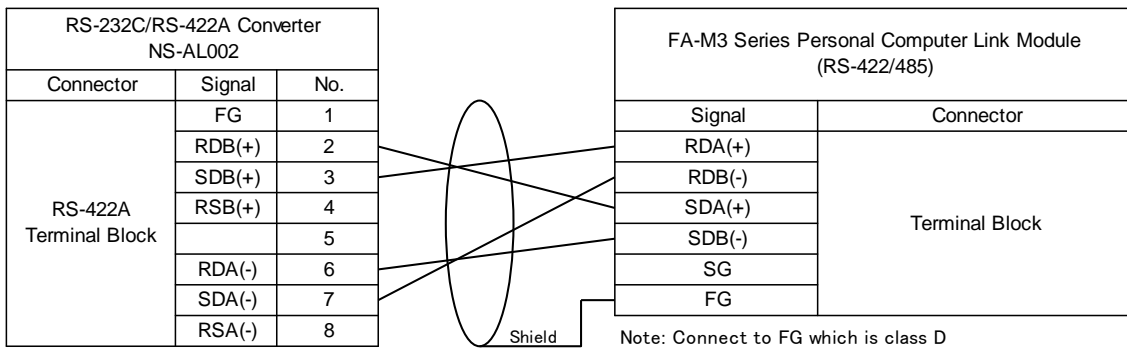 RS-232C/RS-422A Converter
NS-AL002
Connector Signal No.
FG 1
RDB(+) 2
SDB(+) 3
RSB(+) 4
5
RDA(-) 6
SDA(-) 7
RSA(-) 8
RS-422A
Terminal Block
Shield
FA-M3 Series Personal Computer Link Module
(RS-422/485)
Signal Connector
RDA(+)
RDB(-)
SDA(+)
SDB(-)
SG
FG
Terminal Block
Note: Connect to FG which is class D